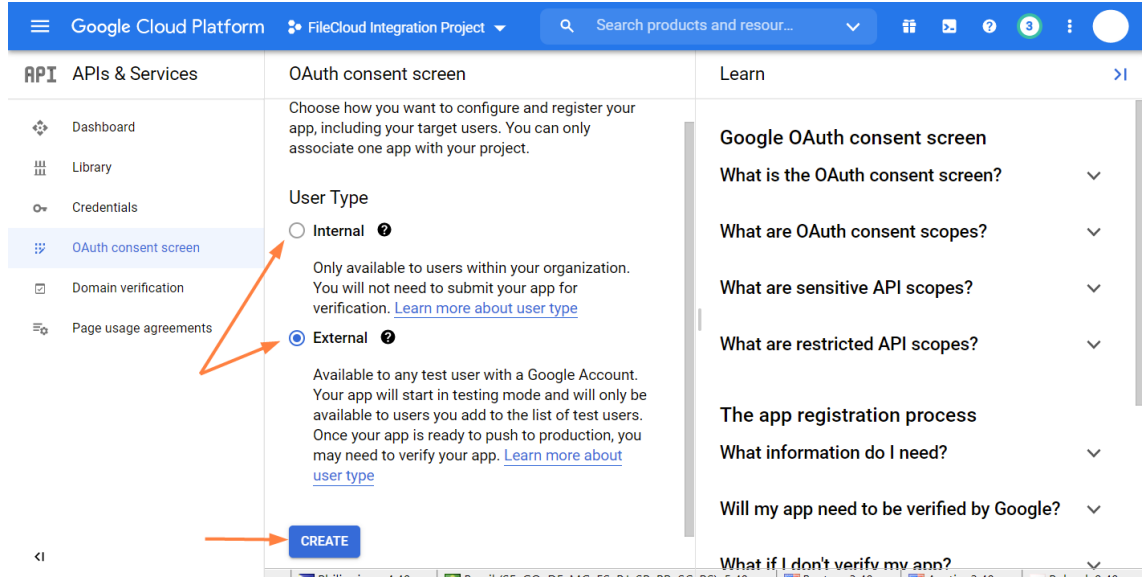 Google Cloud Platform
FileCloud Integration Project
Search products and resour...
3
API APIs & Services
Dashboard
Library
Credentials
OAuth consent screen
Domain verification
Page usage agreements
OAuth consent screen
Choose how you want to configure and register your
app, including your target users. You can only
associate one app with your project.
User Type
Internal
Only available to users within your organization.
You will not need to submit your app for
verification. Learn more about user type
External
Available to any test user with a Google Account.
Your app will start in testing mode and will only be
available to users you add to the list of test users.
Once your app is ready to push to production, you
may need to verify your app. Learn more about
user type
CREATE
Learn
Google OAuth consent screen
What is the OAuth consent screen?
What are OAuth consent scopes?
What are sensitive API scopes?
What are restricted API scopes?
The app registration process
What information do I need?
Will my app need to be verified by Google?
What if I don't verify my app?